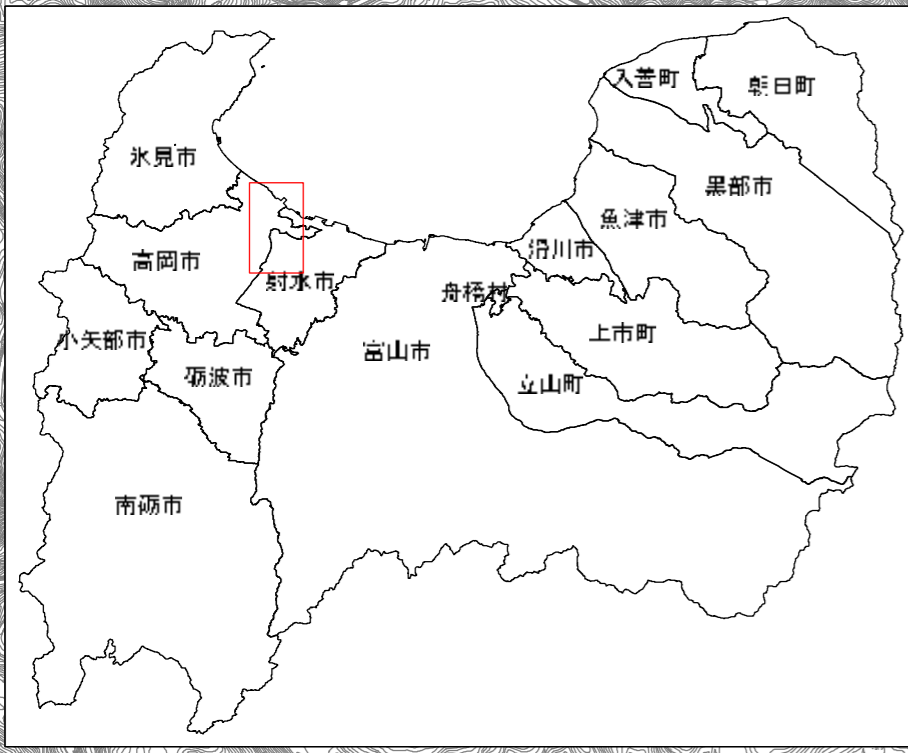 入善町
朝日町
氷見市
黒部市
魚津市
滑川市
高岡市
射水市
舟橋村
上市町
小矢部市
富山市
砺波市
立山町
南砺市